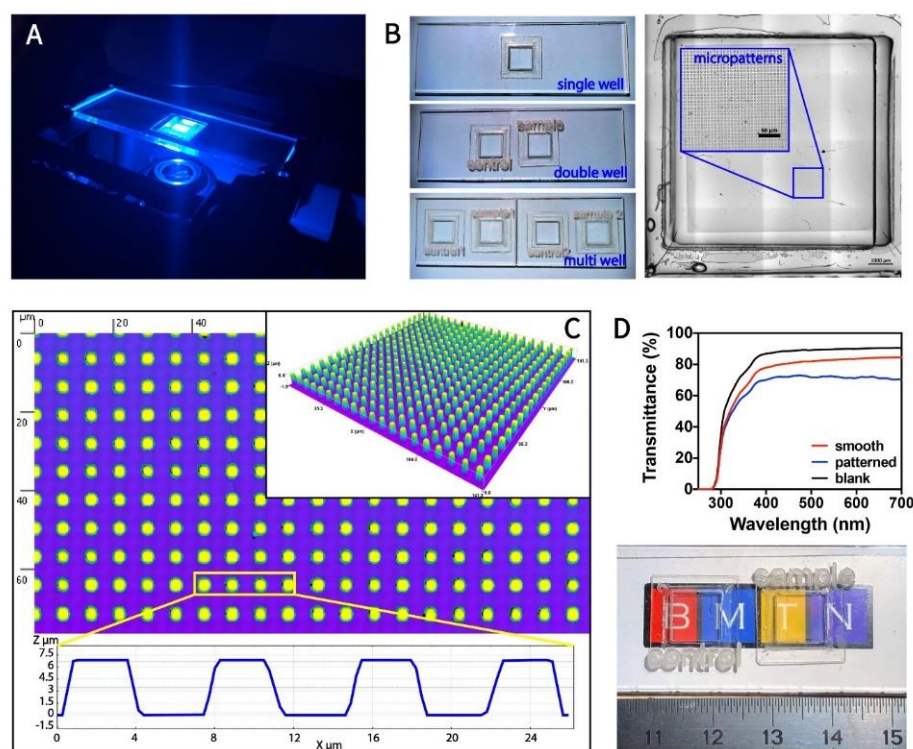 A
B
single well
sample
control
double well
sample 1
sample 2
multi well
micropatterns
50 µm
1000 µm
µm
0
20
40
0
20
40
60
C
Z µm
7.5
6
4.5
3
1.5
0
-1.5
0
4
8
12
16
20
24
X µm
D
Transmittance (%)
100
80
60
40
20
0
smooth
patterned
blank
300
400
500
600
700
Wavelength (nm)
sample
B M T N
control
11 12 13 14 15